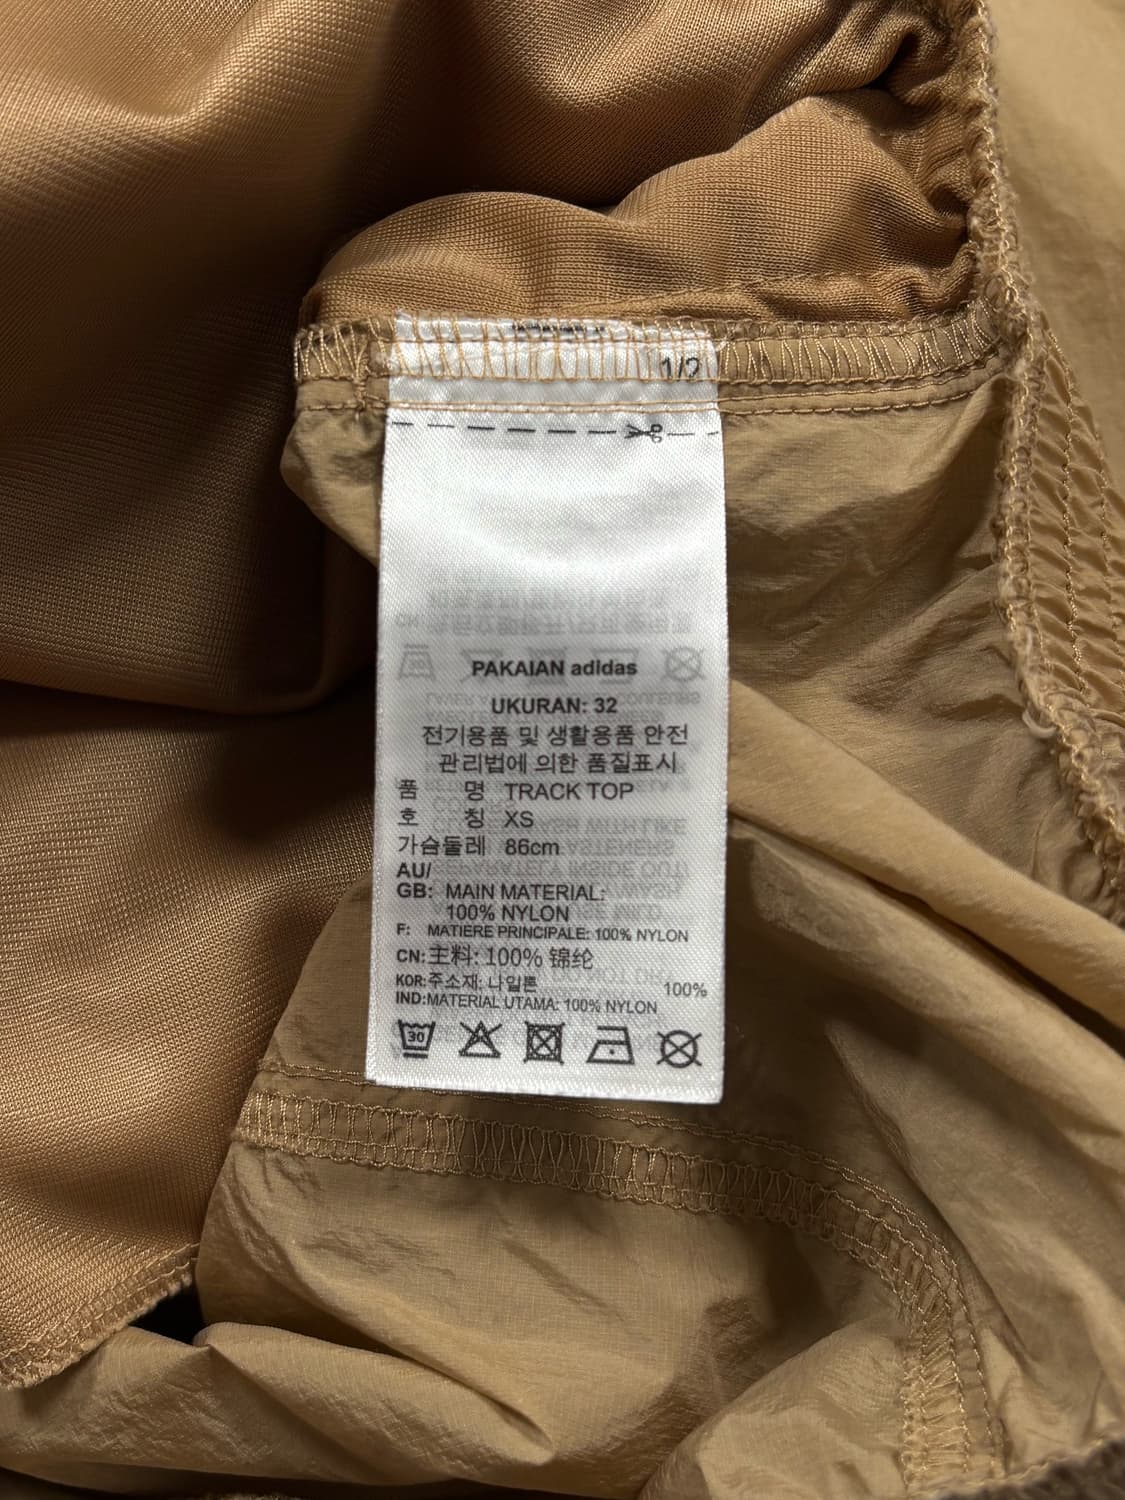 1/2
PAKAIAN adidas
UKURAN: 32
전기용품 및 생활용품 안전
관리법에 의한 품질표시
품 명 TRACK TOP
호 칭 XS
가슴둘레 86cm
AU/
GB: MAIN MATERIAL:
100% NYLON
F: MATIERE PRINCIPALE: 100% NYLON
CN: 主料: 100% 锦纶
KOR: 주소재: 나일론 100%
IND: MATERIAL UTAMA: 100% NYLON
30